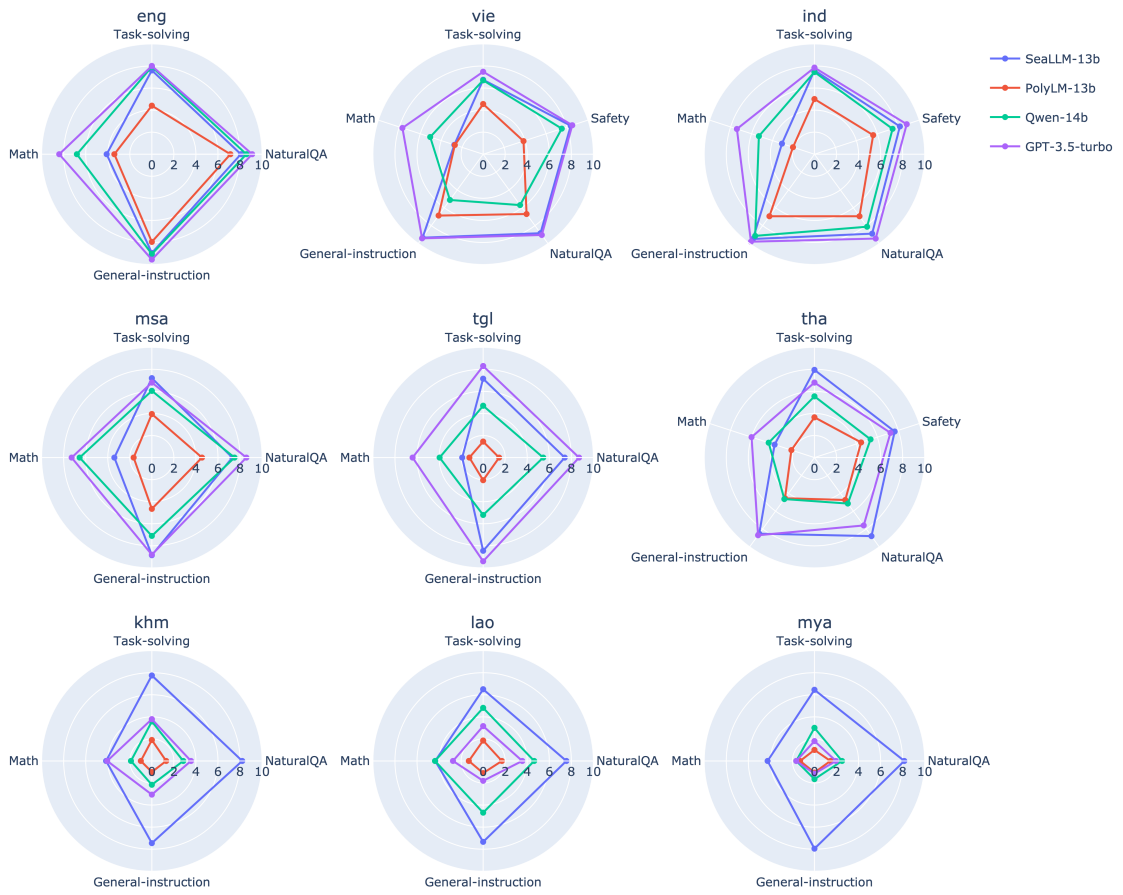 eng
vie
ind
Task-solving
Task-solving
Task-solving
SeaLLM-13b
PolyLM-13b
Qwen-14b
GPT-3.5-turbo
Math
Safety
Math
Safety
Math
0 2 4 6 8 10
NaturalQA
0 2 4 6 8 10
0 2 4 6 8 10
General-instruction
NaturalQA
General-instruction
NaturalQA
General-instruction
msa
tgl
tha
Task-solving
Task-solving
Task-solving
Math
Safety
Math
0 2 4 6 8 10
NaturalQA
Math
0 2 4 6 8 10
NaturalQA
0 2 4 6 8 10
General-instruction
NaturalQA
General-instruction
General-instruction
khm
lao
mya
Task-solving
Task-solving
Task-solving
Math
0 2 4 6 8 10
NaturalQA
Math
0 2 4 6 8 10
NaturalQA
Math
0 2 4 6 8 10
NaturalQA
General-instruction
General-instruction
General-instruction